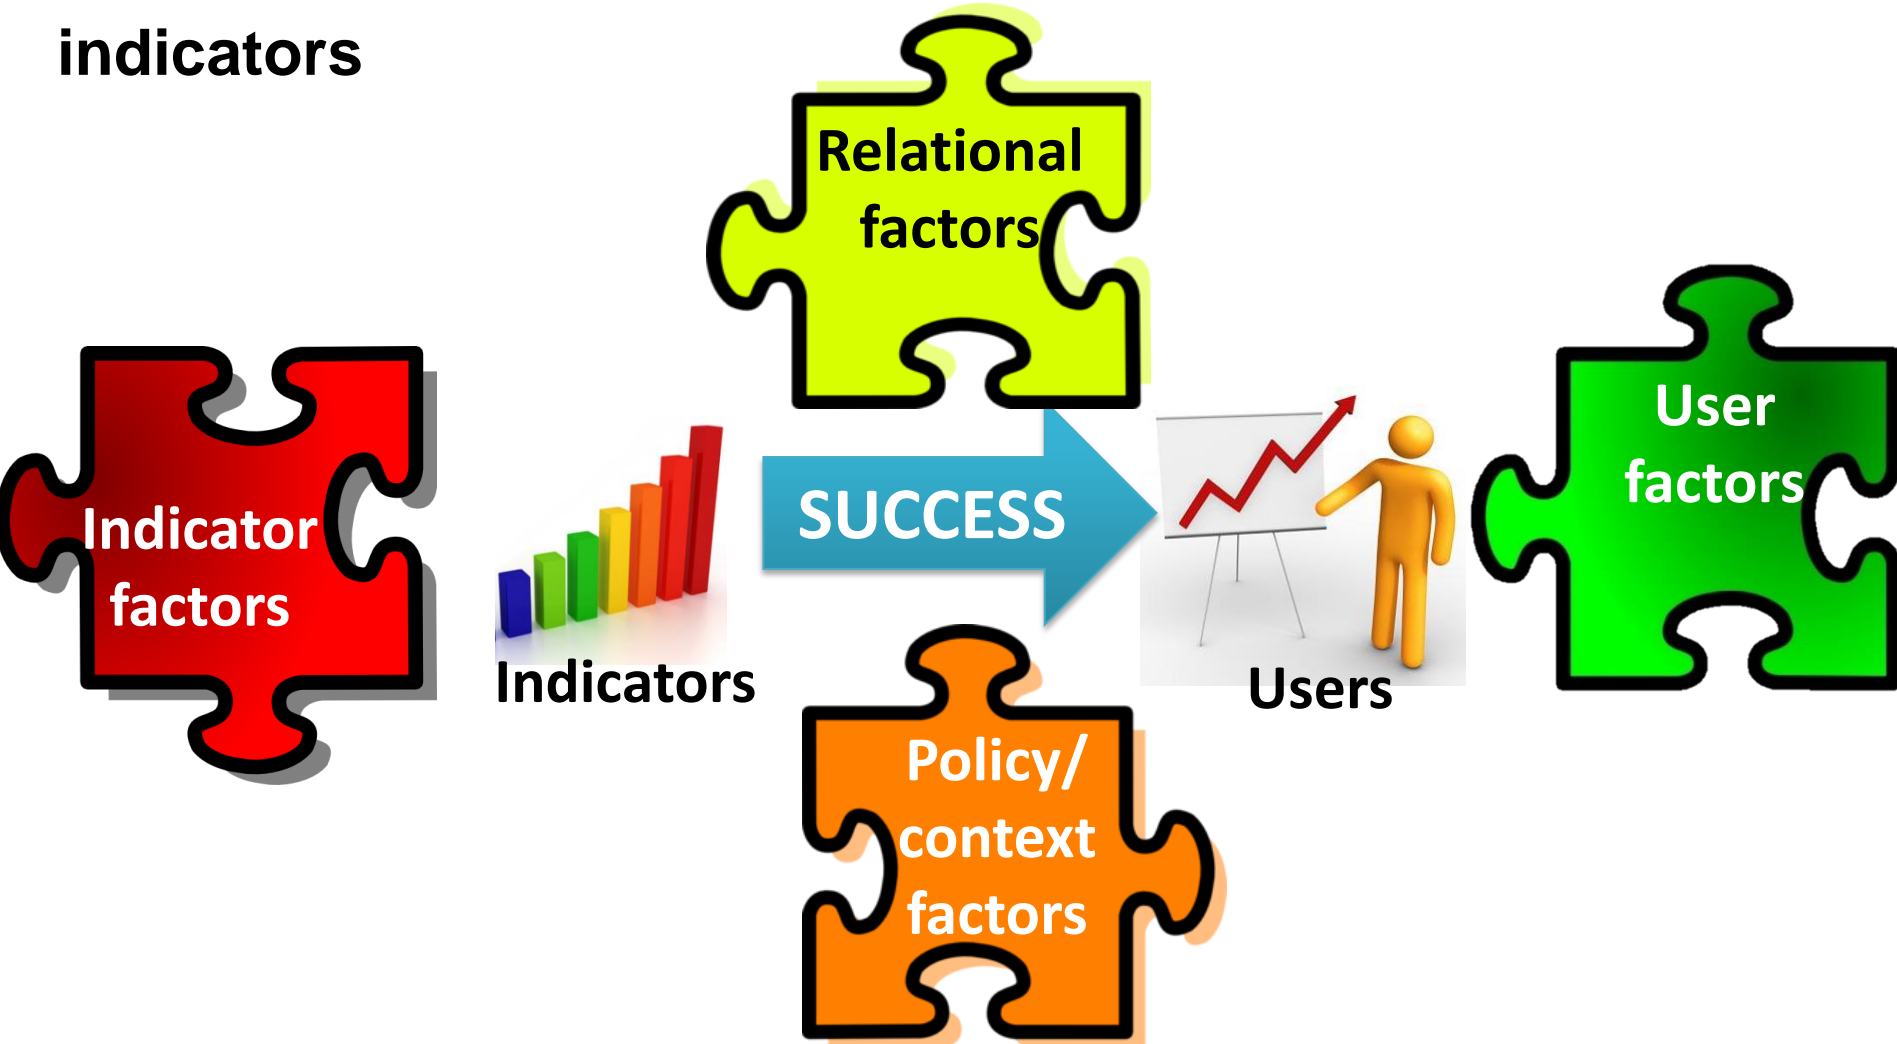 indicators
Relational
factors
User
factors
SUCCESS
Indicator
factors
Indicators
Users
Policy/
context
factors